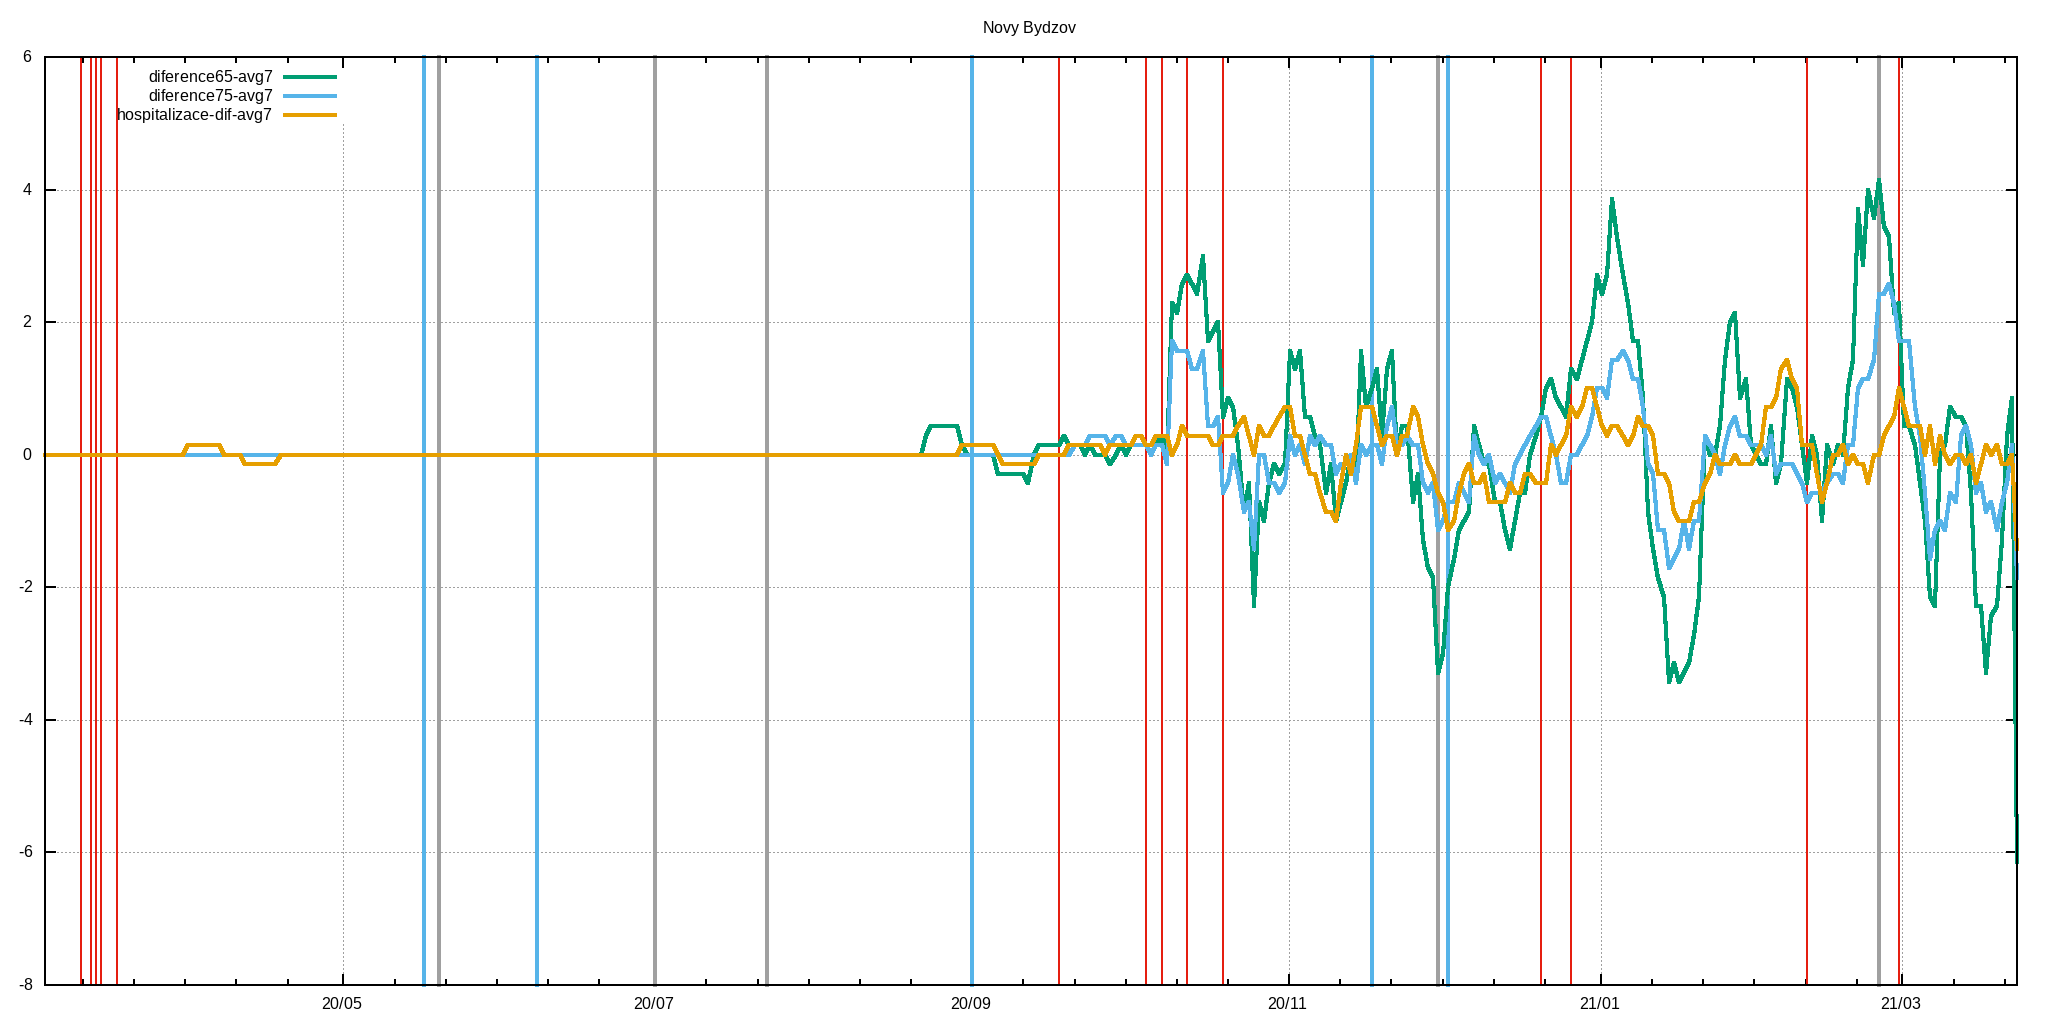 Novy Bydzov
6
diference65-avg7
diference75-avg7
hospitalizace-dif-avg7
4
2
0
-2
-4
-6
-8
20/05 20/07 20/09 20/11 21/01 21/03